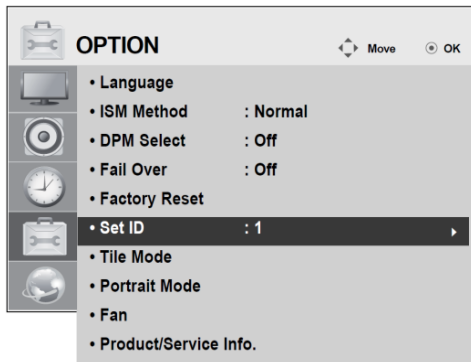 OPTION Move OK
• Language
• ISM Method : Normal
• DPM Select : Off
• Fail Over : Off
• Factory Reset
• Set ID : 1
• Tile Mode
• Portrait Mode
• Fan
• Product/Service Info.